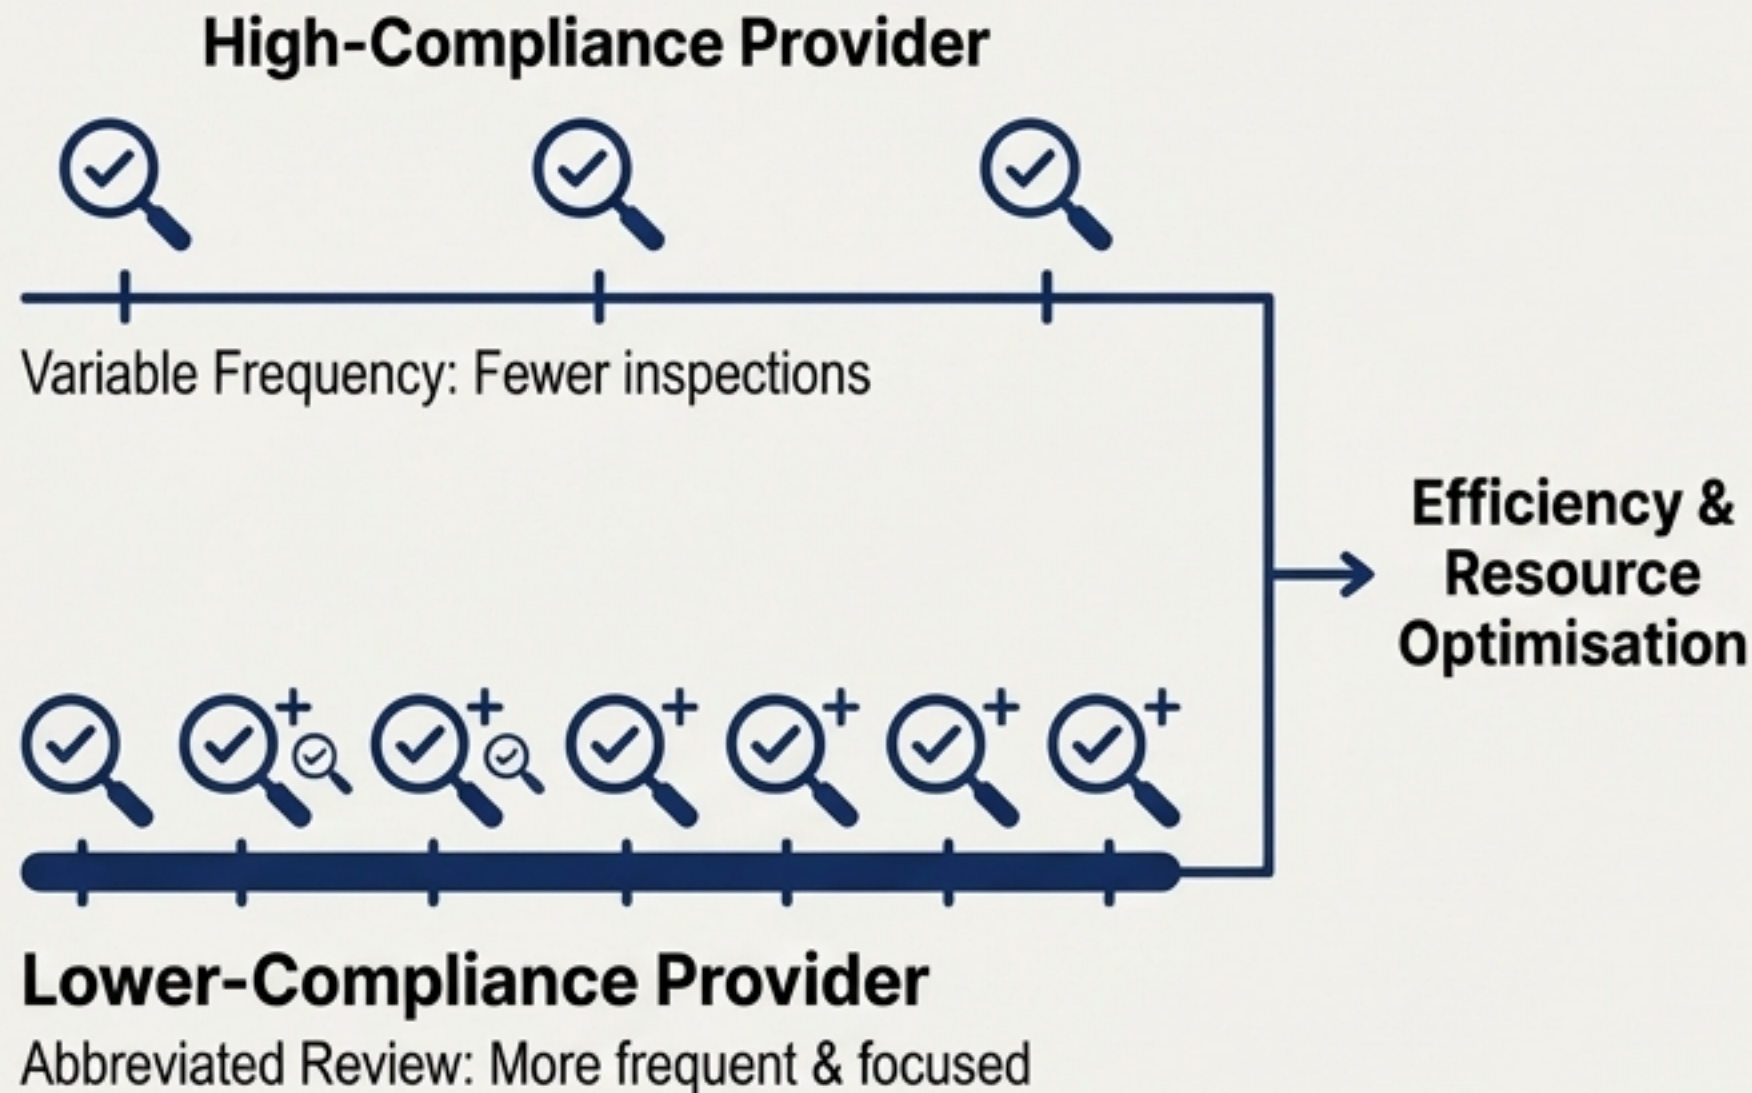 High-Compliance Provider
Variable Frequency: Fewer inspections
Efficiency &
Resource
Optimisation
Lower-Compliance Provider
Abbreviated Review: More frequent & focused